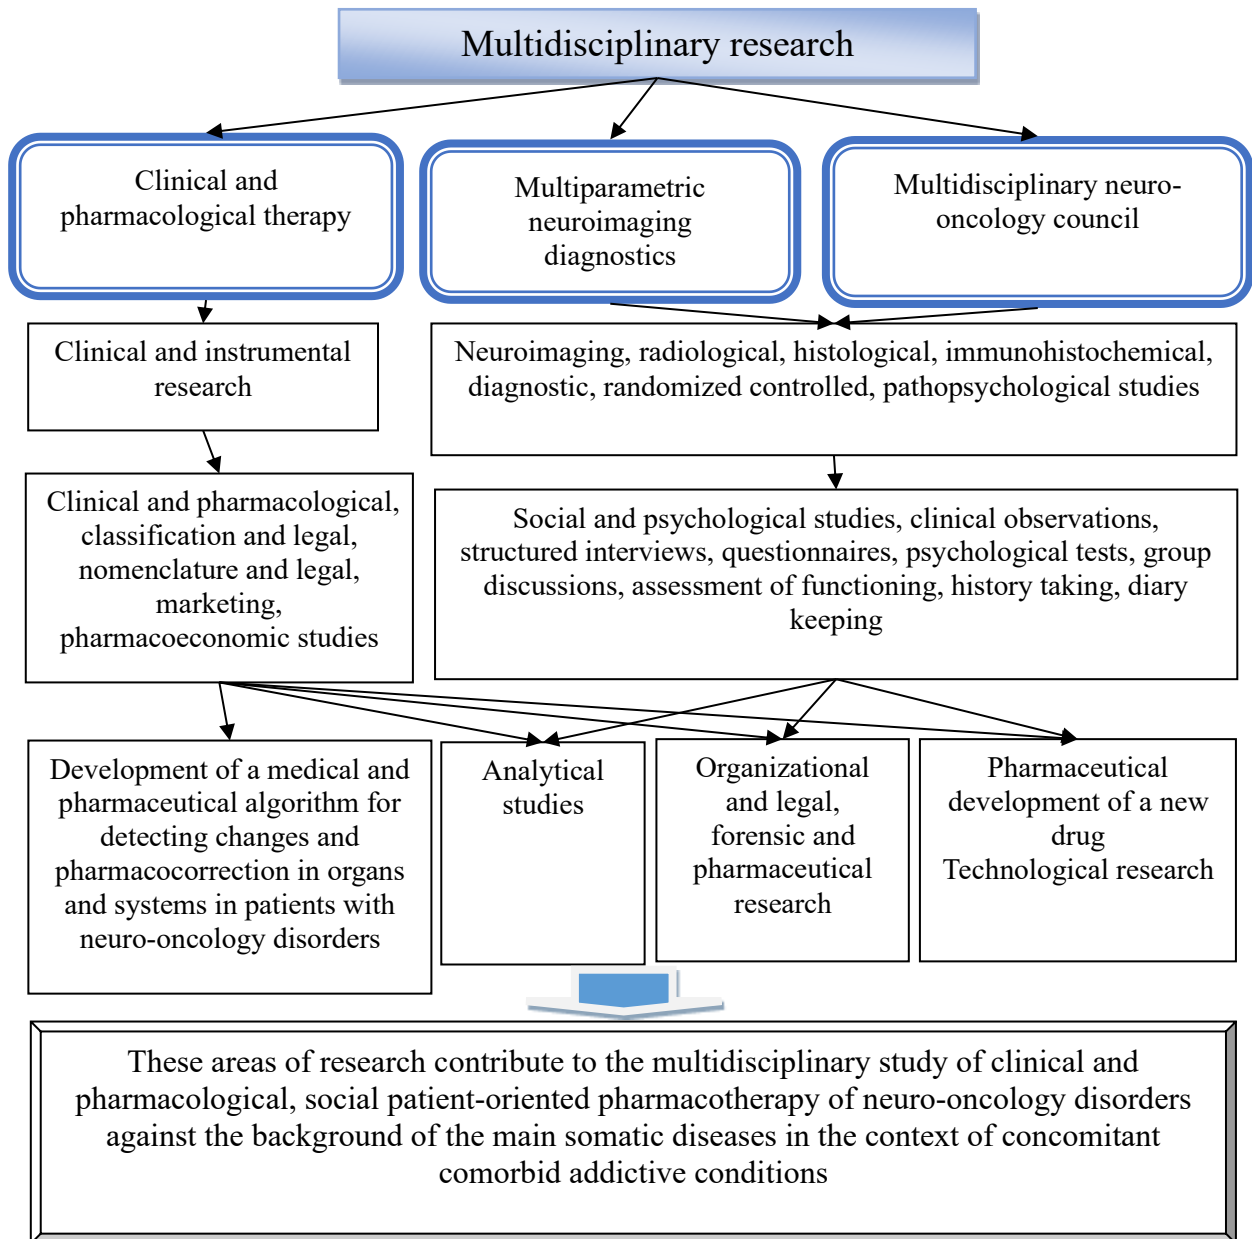 Multidisciplinary research
Clinical and
pharmacological therapy
Multiparametric
neuroimaging
diagnostics
Multidisciplinary neuro-
oncology council
Clinical and instrumental
research
Neuroimaging, radiological, histological, immunohistochemical,
diagnostic, randomized controlled, pathopsychological studies
Clinical and pharmacological,
classification and legal,
nomenclature and legal,
marketing,
pharmacoeconomic studies
Social and psychological studies, clinical observations,
structured interviews, questionnaires, psychological tests, group
discussions, assessment of functioning, history taking, diary
keeping
Development of a medical and
pharmaceutical algorithm for
detecting changes and
pharmacocorrection in organs
and systems in patients with
neuro-oncology disorders
Analytical
studies
Organizational
and legal,
forensic and
pharmaceutical
research
Pharmaceutical
development of a new
drug
Technological research
These areas of research contribute to the multidisciplinary study of clinical and
pharmacological, social patient-oriented pharmacotherapy of neuro-oncology disorders
against the background of the main somatic diseases in the context of concomitant
comorbid addictive conditions